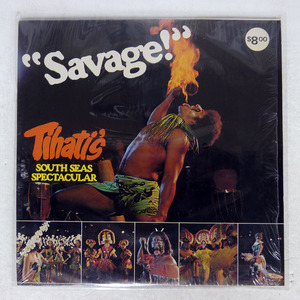 "Savage!"
$8.00
Tihati's
SOUTH SEAS
SPECTACULAR